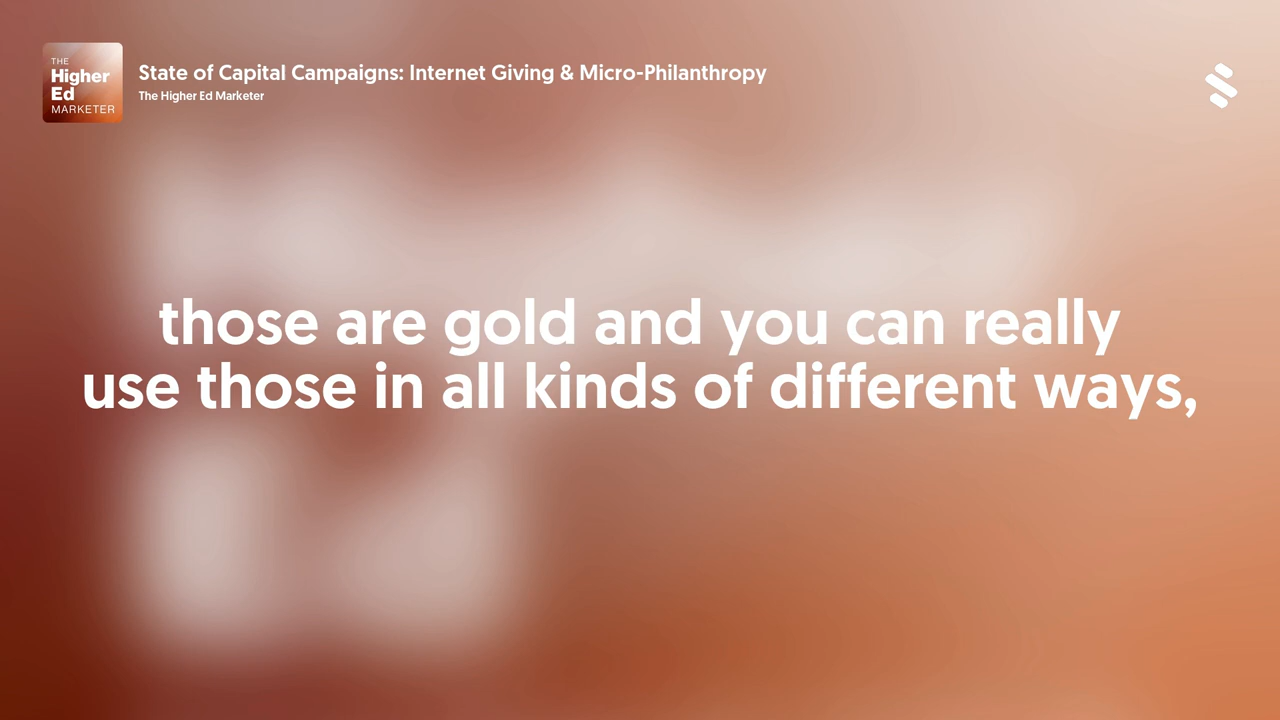 THE
Higher
Ed
MARKETER
State of Capital Campaigns: Internet Giving & Micro-Philanthropy
The Higher Ed Marketer
those are gold and you can really
use those in all kinds of different ways,